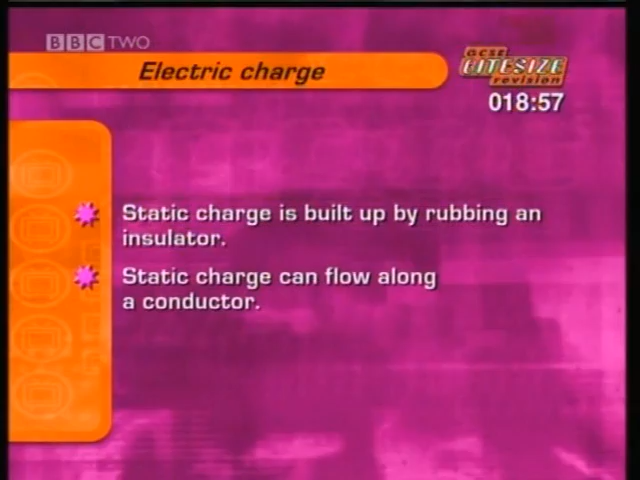 BBC TWO
Electric charge
GCSE
BITESIZE
revision
018:57
Static charge is built up by rubbing an
insulator.
Static charge can flow along
a conductor.